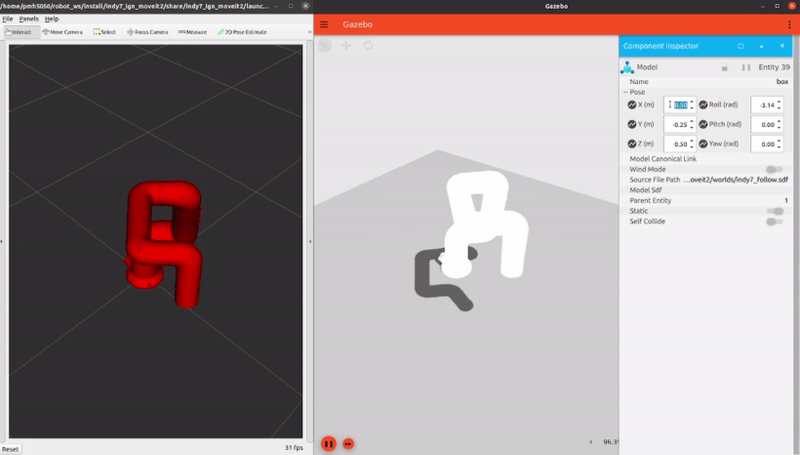 /home/pmh5050/robot_ws/install/indy7_ign_moveit2/share/indy7_ign_moveit2/launc...
File Panels Help
Interact Move Camera Select Focus Camera Measure 2D Pose Estimate
Reset
31 fps
Gazebo
Gazebo
96.3
Component Inspector
Model Entity 39
Name box
Pose
X (m) 0.50 Roll (rad) -3.14
Y (m) -0.25 Pitch (rad) 0.00
Z (m) 0.50 Yaw (rad) 0.00
Model Canonical Link
Wind Mode
Source File Path ...oveit2/worlds/indy7_follow.sdf
Model Sdf
Parent Entity 1
Static
Self Collide